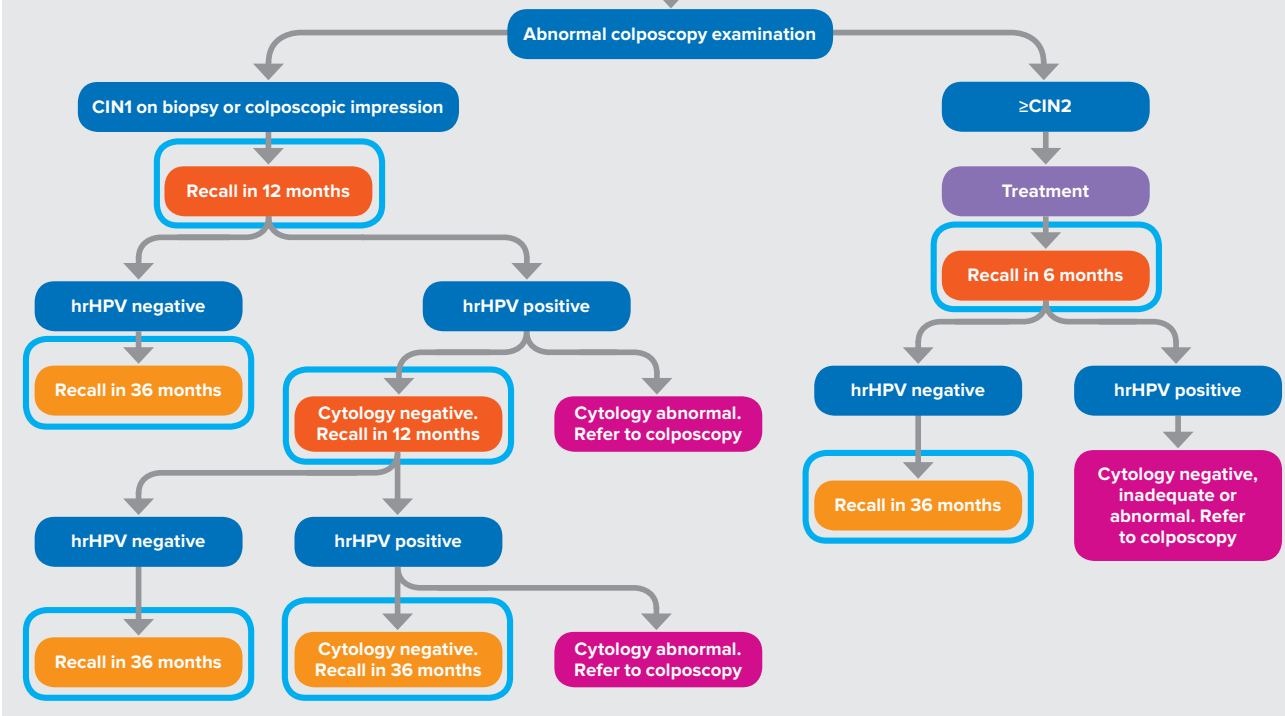 Abnormal colposcopy examination
CIN1 on biopsy or colposcopic impression
≥CIN2
Recall in 12 months
Treatment
Recall in 6 months
hrHPV negative
hrHPV positive
hrHPV negative
hrHPV positive
Recall in 36 months
Cytology negative.
Recall in 12 months
Cytology abnormal.
Refer to colposcopy
Recall in 36 months
Cytology negative,
inadequate or
abnormal. Refer
to colposcopy
hrHPV negative
hrHPV positive
Recall in 36 months
Cytology negative.
Recall in 36 months
Cytology abnormal.
Refer to colposcopy